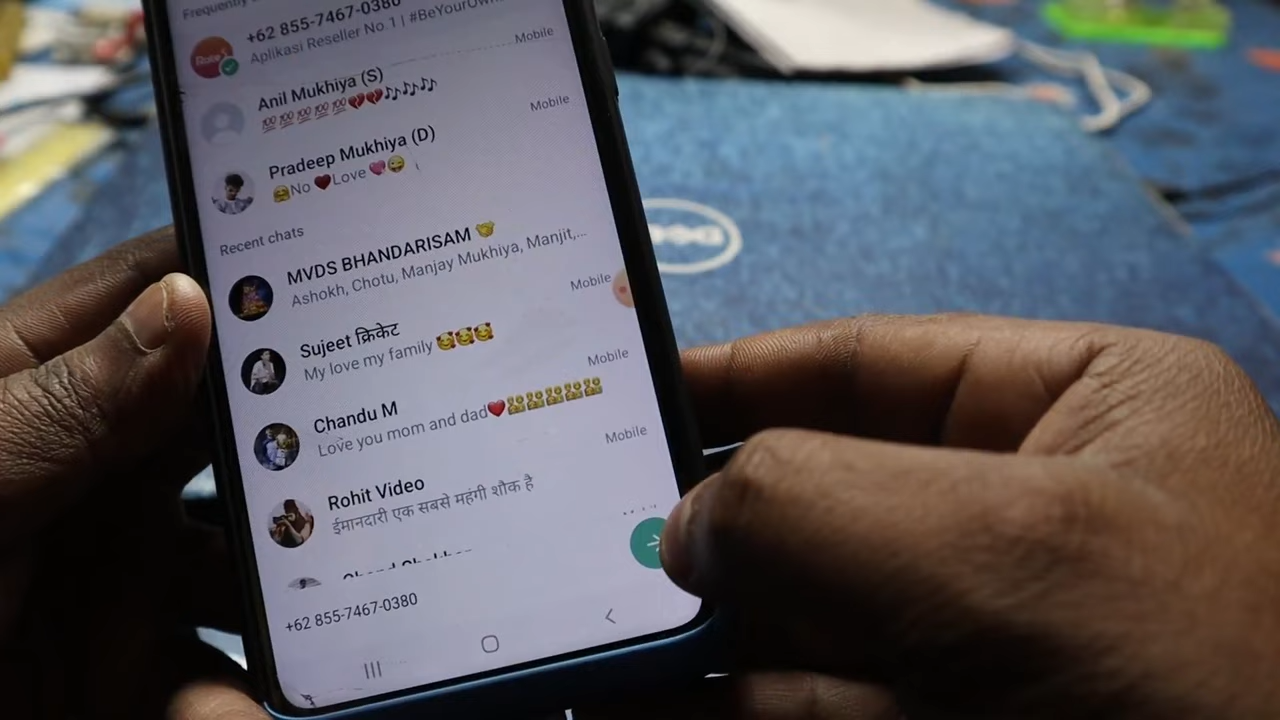 Frequently
+62 855-7467-0380
Aplikasi Reseller No.1 | #BeYourOwn
Mobile
Anil Mukhiya (S)
💯💯💯💯💯💔💔🎶🎶🎶
Mobile
Pradeep Mukhiya (D)
🤗No ❤️Love 💓😜
Recent chats
MVDS BHANDARISAM 🤝
Ashokh, Chotu, Manjay Mukhiya, Manjit,...
Mobile
Sujeet क्रिकेट
My love my family 🥰🥰🥰
Mobile
Chandu M
Love you mom and dad❤️
Mobile
Rohit Video
ईमानदारी एक सबसे महंगी शौक है
+62 855-7467-0380
DELL